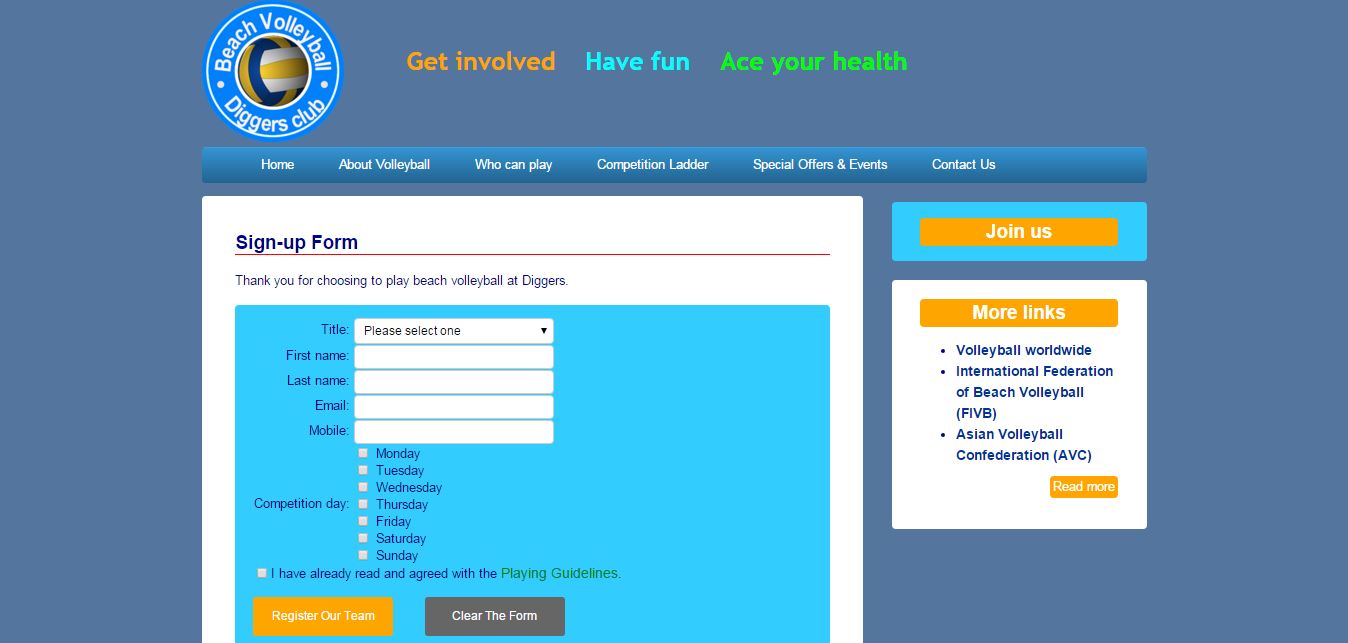 Beach Volleyball
Diggers club
Get involved Have fun Ace your health
Home About Volleyball Who can play Competition Ladder Special Offers & Events Contact Us
Sign-up Form
Thank you for choosing to play beach volleyball at Diggers.
Title: Please select one
First name:
Last name:
Email:
Mobile:
Competition day:
Monday
Tuesday
Wednesday
Thursday
Friday
Saturday
Sunday
I have already read and agreed with the Playing Guidelines.
Register Our Team Clear The Form
Join us
More links
Volleyball worldwide
International Federation
of Beach Volleyball
(FIVB)
Asian Volleyball
Confederation (AVC)
Read more